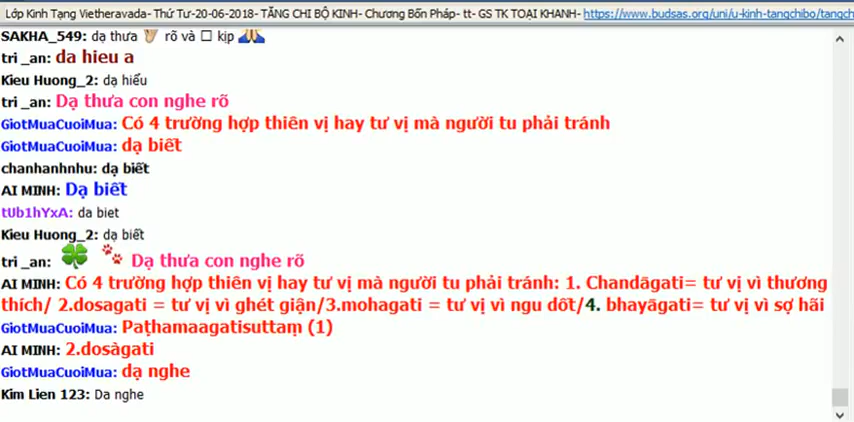 Lớp Kinh Tạng Vietheravada- Thứ Tư-20-06-2018- TĂNG CHI BỘ KINH- Chương Bốn Pháp- tt- GS TK TOẠI KHANH- https://www.budsas.org/uni/u-kinh-tangchibo/tangch
SAKHA_549: dạ thưa rõ và □ kịp
tri _an: da hieu a
Kieu Huong_2: dạ hiểu
tri _an: Dạ thưa con nghe rõ
GiotMuaCuoiMua: Có 4 trường hợp thiên vị hay tư vị mà người tu phải tránh
GiotMuaCuoiMua: dạ biết
chanhanhnhu: dạ biết
AI MINH: Dạ biết
tUb1hYxA: da biet
Kieu Huong_2: dạ biết
tri _an: Dạ thưa con nghe rõ
AI MINH: Có 4 trường hợp thiên vị hay tư vị mà người tu phải tránh: 1. Chandāgati= tư vị vì thương
thích/ 2.dosagati = tư vị vì ghét giận/3.mohagati = tư vị vì ngu dốt/4. bhayāgati= tư vị vì sợ hãi
GiotMuaCuoiMua: Paṭhamaagatisuttaṃ (1)
AI MINH: 2.dosàgati
GiotMuaCuoiMua: dạ nghe
Kim Lien 123: Da nghe